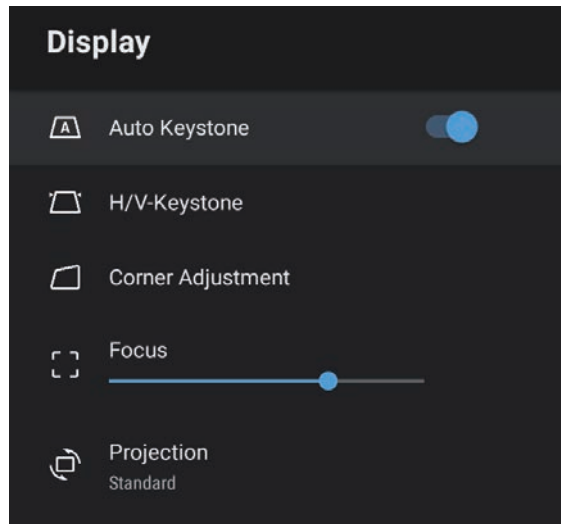 Display
A
Auto Keystone
H/V-Keystone
Corner Adjustment
Focus
Projection
Standard